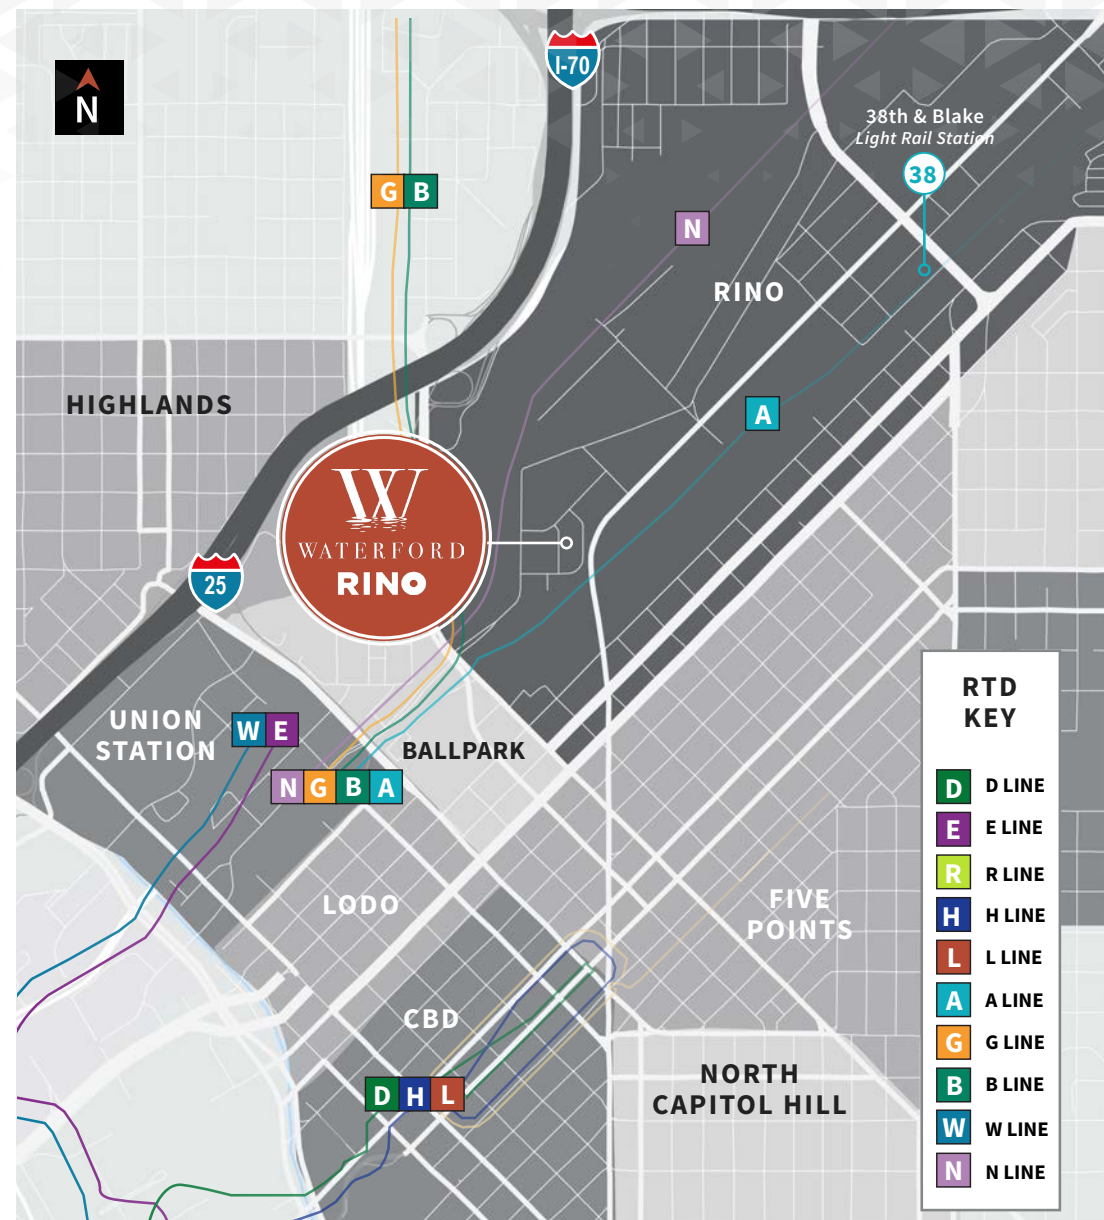 I-70
N
38th & Blake
Light Rail Station
38
G B
N
RINO
HIGHLANDS
A
W
WATERFORD
RINO
25
UNION
STATION
W E
BALLPARK
N G B A
LODO
FIVE
POINTS
CBD
D H L
NORTH
CAPITOL HILL
RTD
KEY
D D LINE
E E LINE
R R LINE
H H LINE
L L LINE
A A LINE
G G LINE
B B LINE
W W LINE
N N LINE